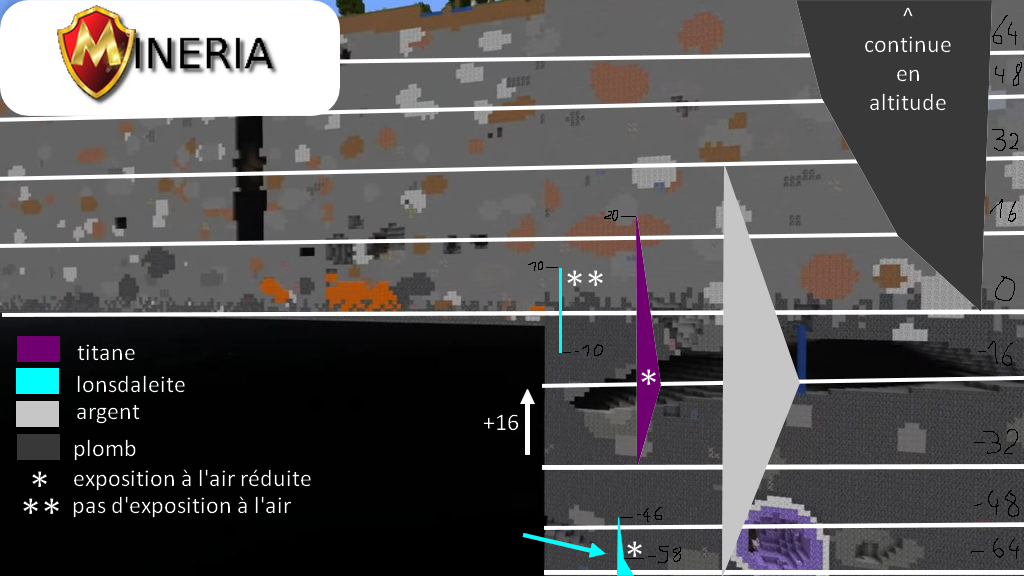 MINERIA
^
continue
en
altitude
64
48
32
16
0
-16
-32
-48
-64
20
10
-10
**
*
+16
-46
* -58
titane
lonsdaleite
argent
plomb
* exposition à l'air réduite
** pas d'exposition à l'air